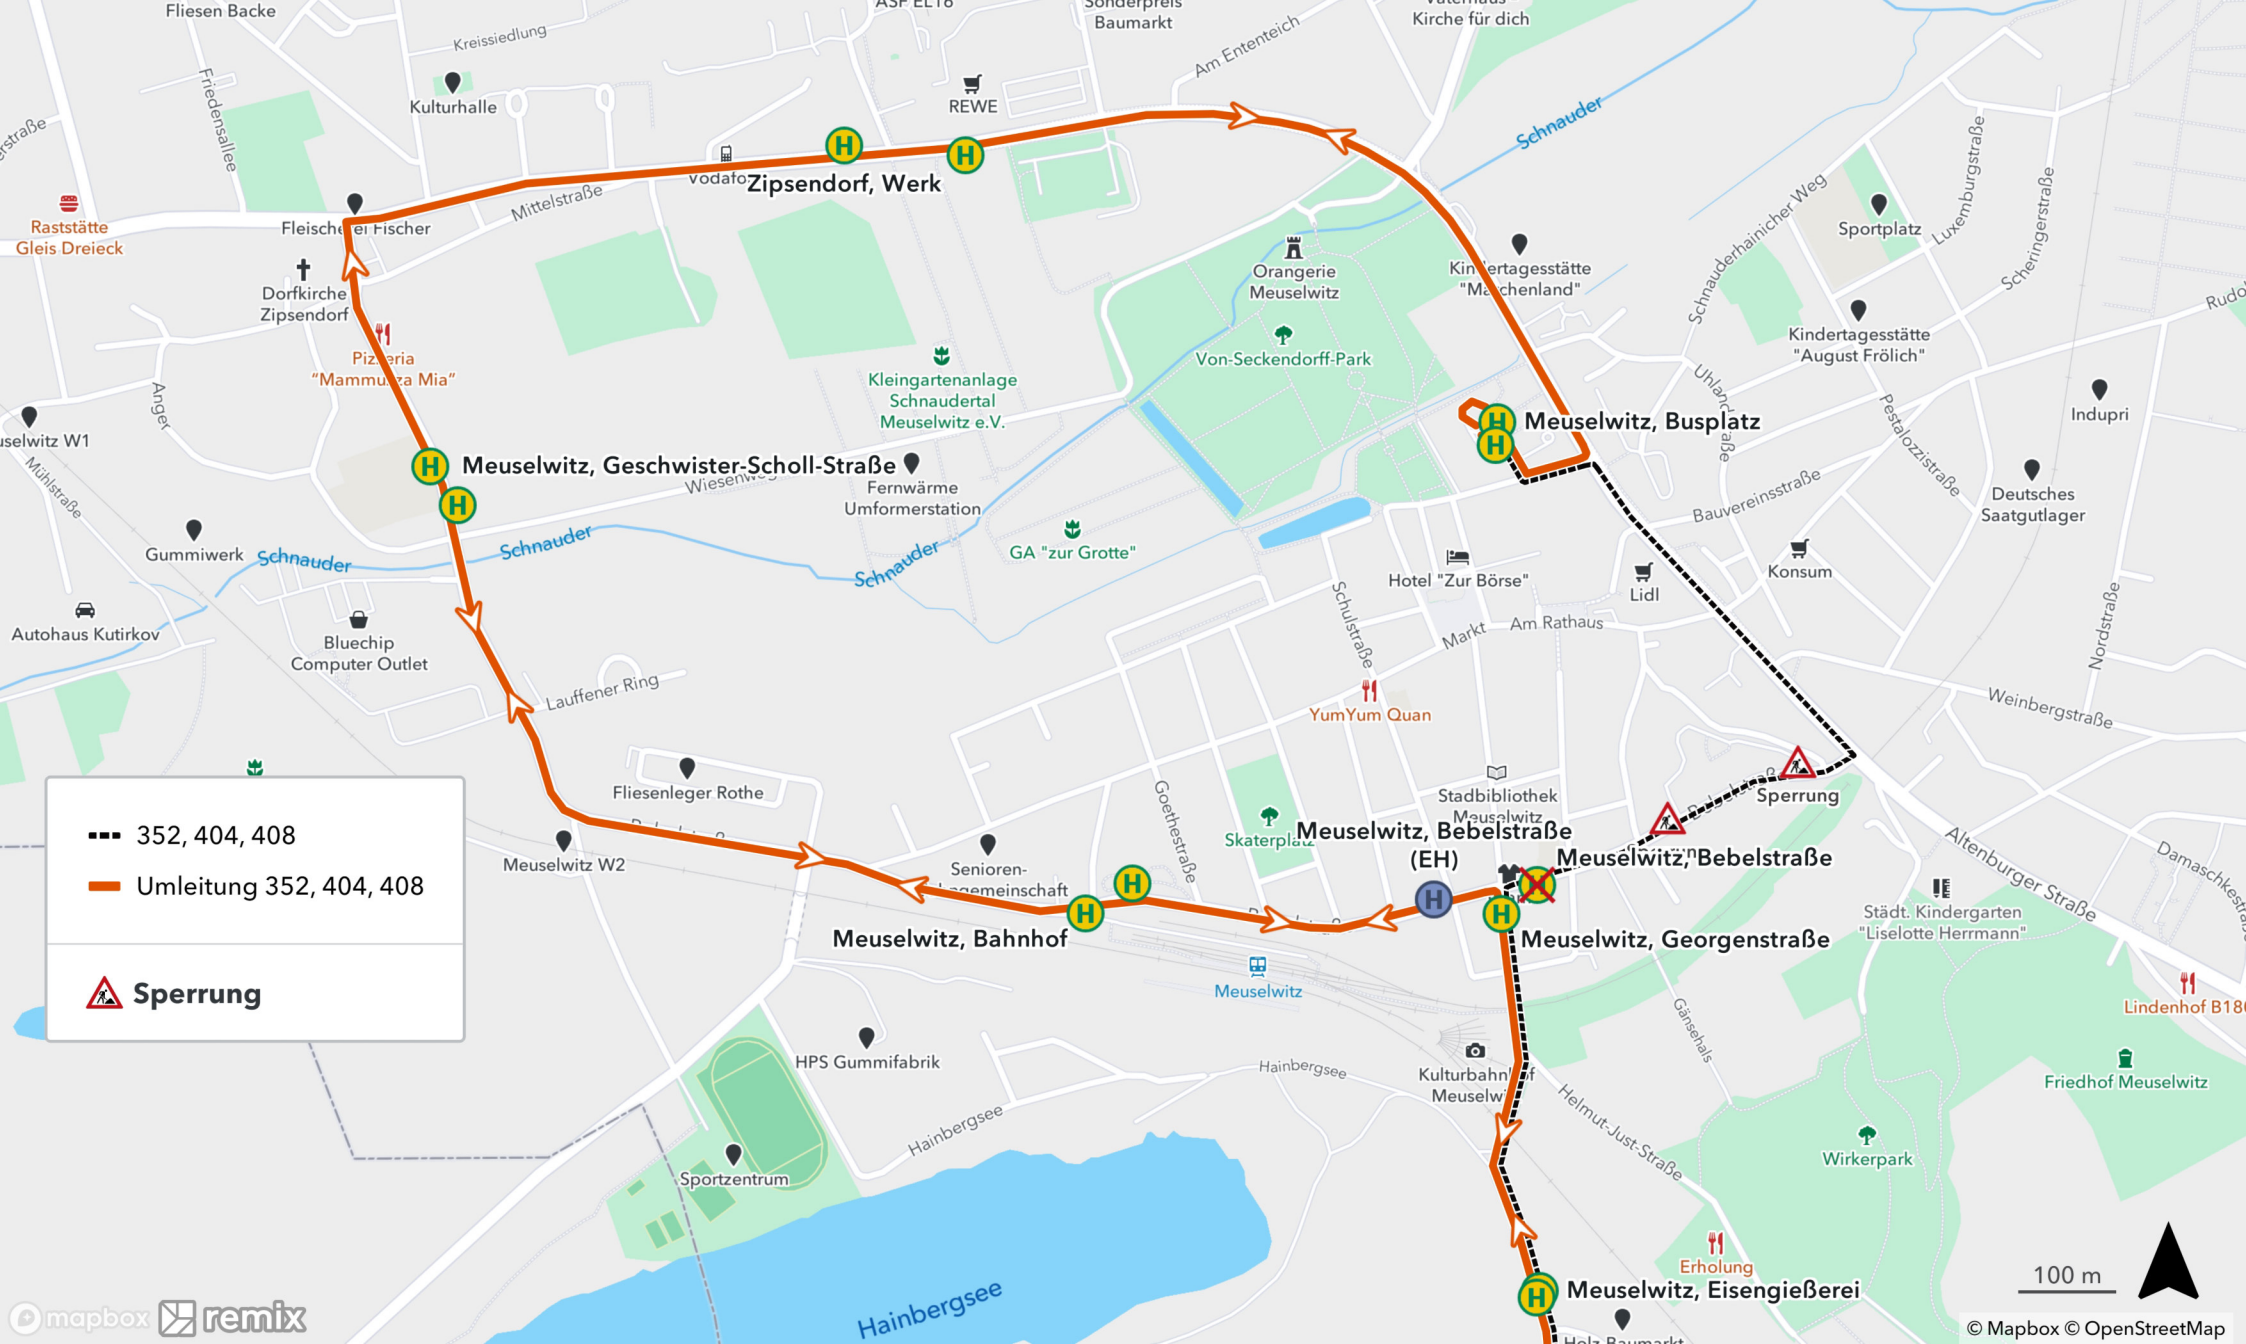 Fliesen Backe
Kreissiedlung
Sonderpreis
Baumarkt
Kirche für dich
Am Ententeich
Schnauder
Friedensallee
Kulturhalle
REWE
Zipsendorf, Werk
Mittelstraße
Raststätte
Gleis Dreieck
Dorfkirche
Zipsendorf
Orangerie
Meuselwitz
Von-Seckendorff-Park
Kindertagesstätte
"Märchenland"
Sportplatz
Schnauderhainicher Weg
Luxemburgstraße
Scheringerstraße
Kindertagesstätte
"August Frölich"
Indupri
Uhlandstraße
Pestalozzistraße
Anger
Mühlstraße
Kleingartenanlage
Schnaudertal
Meuselwitz e.V.
Meuselwitz, Busplatz
Meuselwitz, Geschwister-Scholl-Straße
Fernwärme
Umformerstation
Deutsches
Saatgutlager
Bauvereinsstraße
Gummiwerk
Schnauder
Schnauder
Schnauder
GA "zur Grotte"
Hotel "Zur Börse"
Lidl
Konsum
Autohaus Kutirkov
Bluechip
Computer Outlet
Lauffener Ring
Schulstraße
Markt
Am Rathaus
Nordstraße
Weinbergstraße
YumYum Quan
Fliesenleger Rothe
Goethestraße
Skaterplatz
Stadbibliothek
Meuselwitz
Sperrung
Meuselwitz, Bebelstraße
(EH)
Meuselwitz, Bebelstraße
Meuselwitz W2
Senioren-
Meuselwitz, Bahnhof
Meuselwitz, Georgenstraße
Altenburger Straße
Damaschkestraße
Städt. Kindergarten
"Liselotte Herrmann"
Lindenhof B180
Meuselwitz
Gänsehals
Friedhof Meuselwitz
HPS Gummifabrik
Hainbergsee
Hainbergsee
Kulturbahnhof
Helmut-Just-Straße
Wirkerpark
Sportzentrum
Erholung
Meuselwitz, Eisengießerei
Hainbergsee
352, 404, 408
Umleitung 352, 404, 408
Sperrung
100 m
mapbox remix
© Mapbox © OpenStreetMap